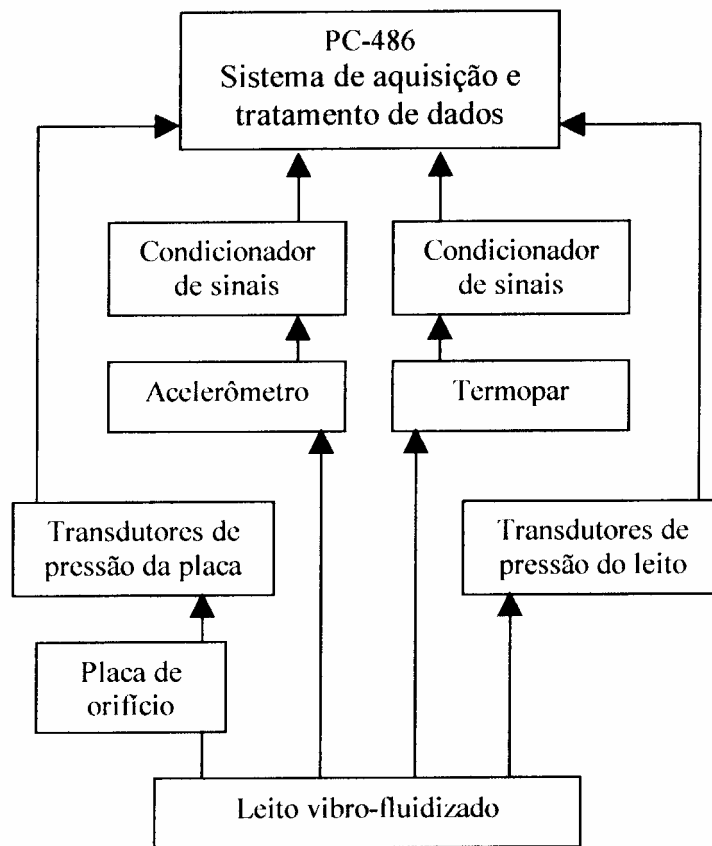 PC-486
Sistema de aquisição e
tratamento de dados
Condicionador
de sinais
Condicionador
de sinais
Acelerômetro
Termopar
Transdutores de
pressão da placa
Transdutores de
pressão do leito
Placa de
orifício
Leito vibro-fluidizado